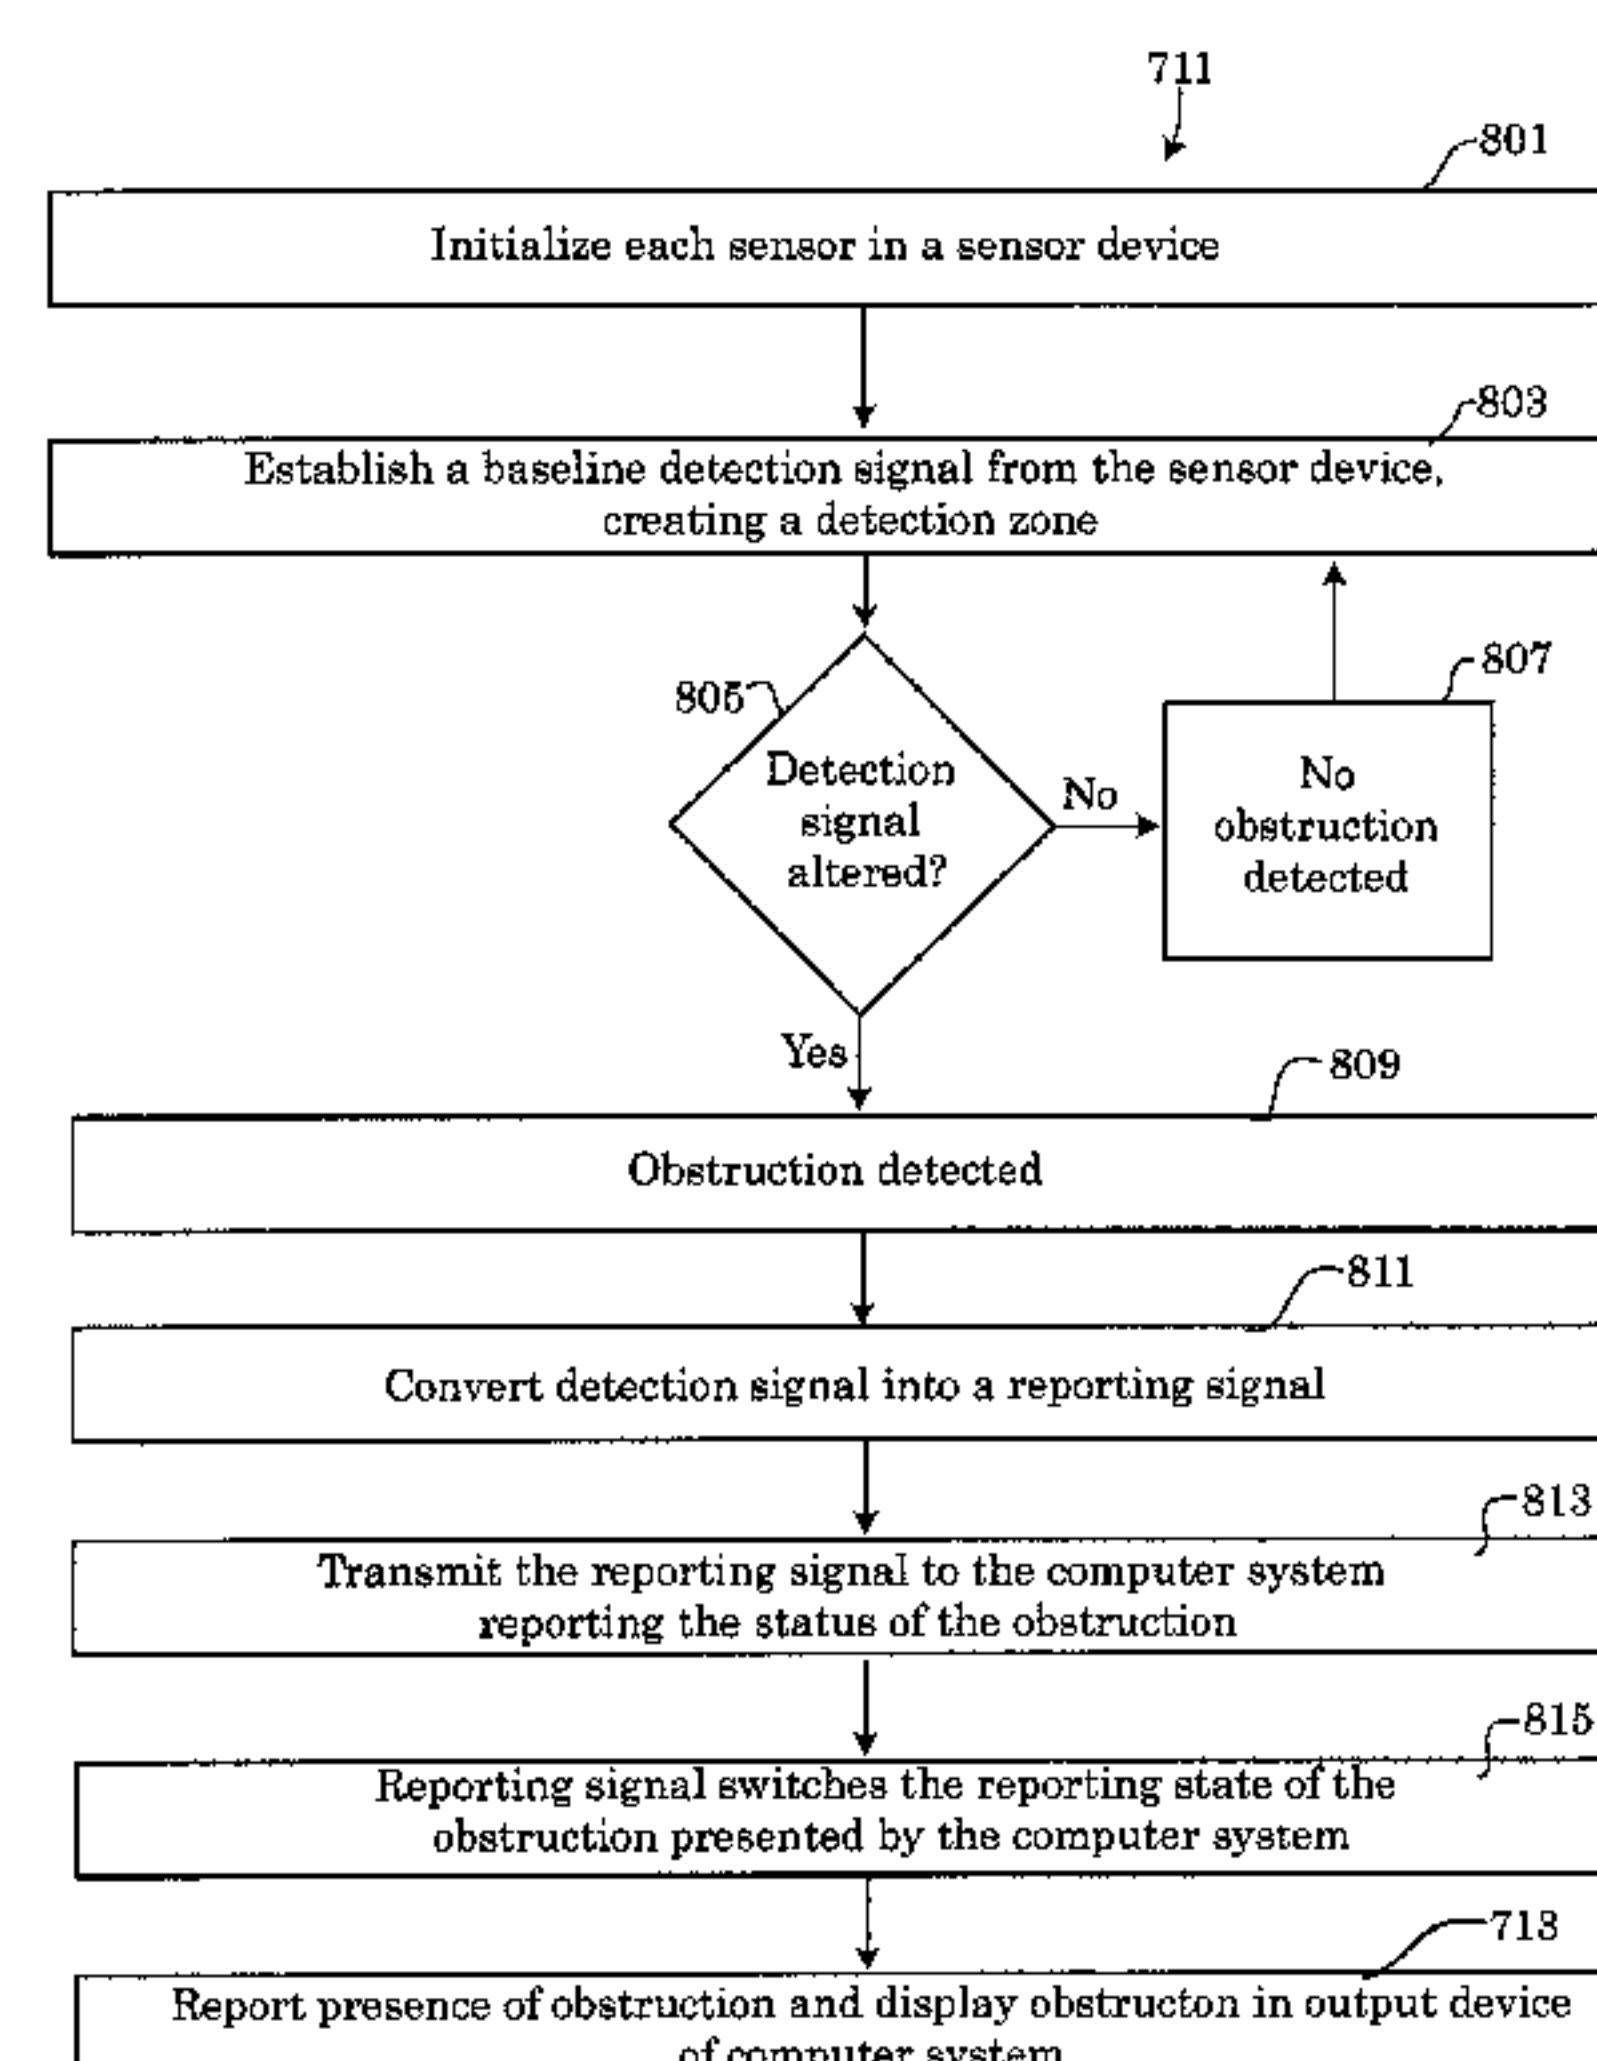 711
801
Initialize each sensor in a sensor device
803
Establish a baseline detection signal from the sensor device,
creating a detection zone
805
Detection
signal
altered?
No
807
No
obstruction
detected
Yes
809
Obstruction detected
811
Convert detection signal into a reporting signal
813
Transmit the reporting signal to the computer system
reporting the status of the obstruction
815
Reporting signal switches the reporting state of the
obstruction presented by the computer system
713
Report presence of obstruction and display obstructon in output device
of computer system